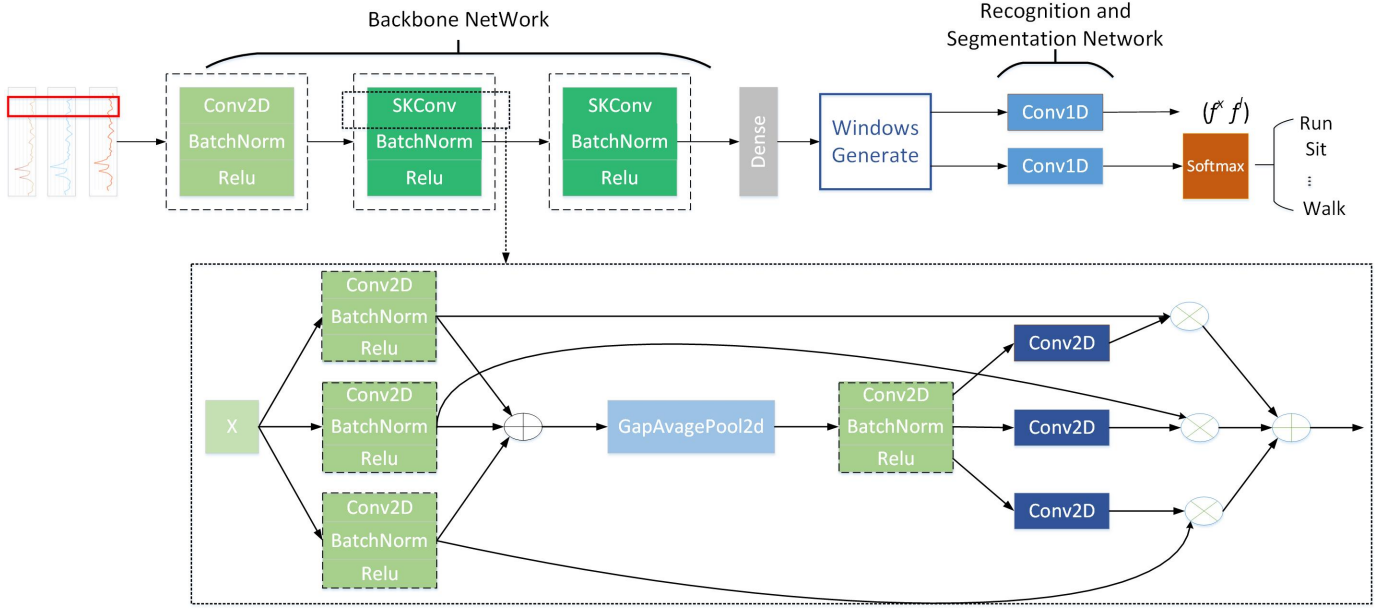 Backbone NetWork
Recognition and
Segmentation Network
Conv2D
BatchNorm
Relu
SKConv
BatchNorm
Relu
SKConv
BatchNorm
Relu
Dense
Windows
Generate
Conv1D
Conv1D
(fˣ fˡ)
Softmax
Run
Sit
...
Walk
X
Conv2D
BatchNorm
Relu
Conv2D
BatchNorm
Relu
Conv2D
BatchNorm
Relu
GapAvagePool2d
Conv2D
BatchNorm
Relu
Conv2D
Conv2D
Conv2D